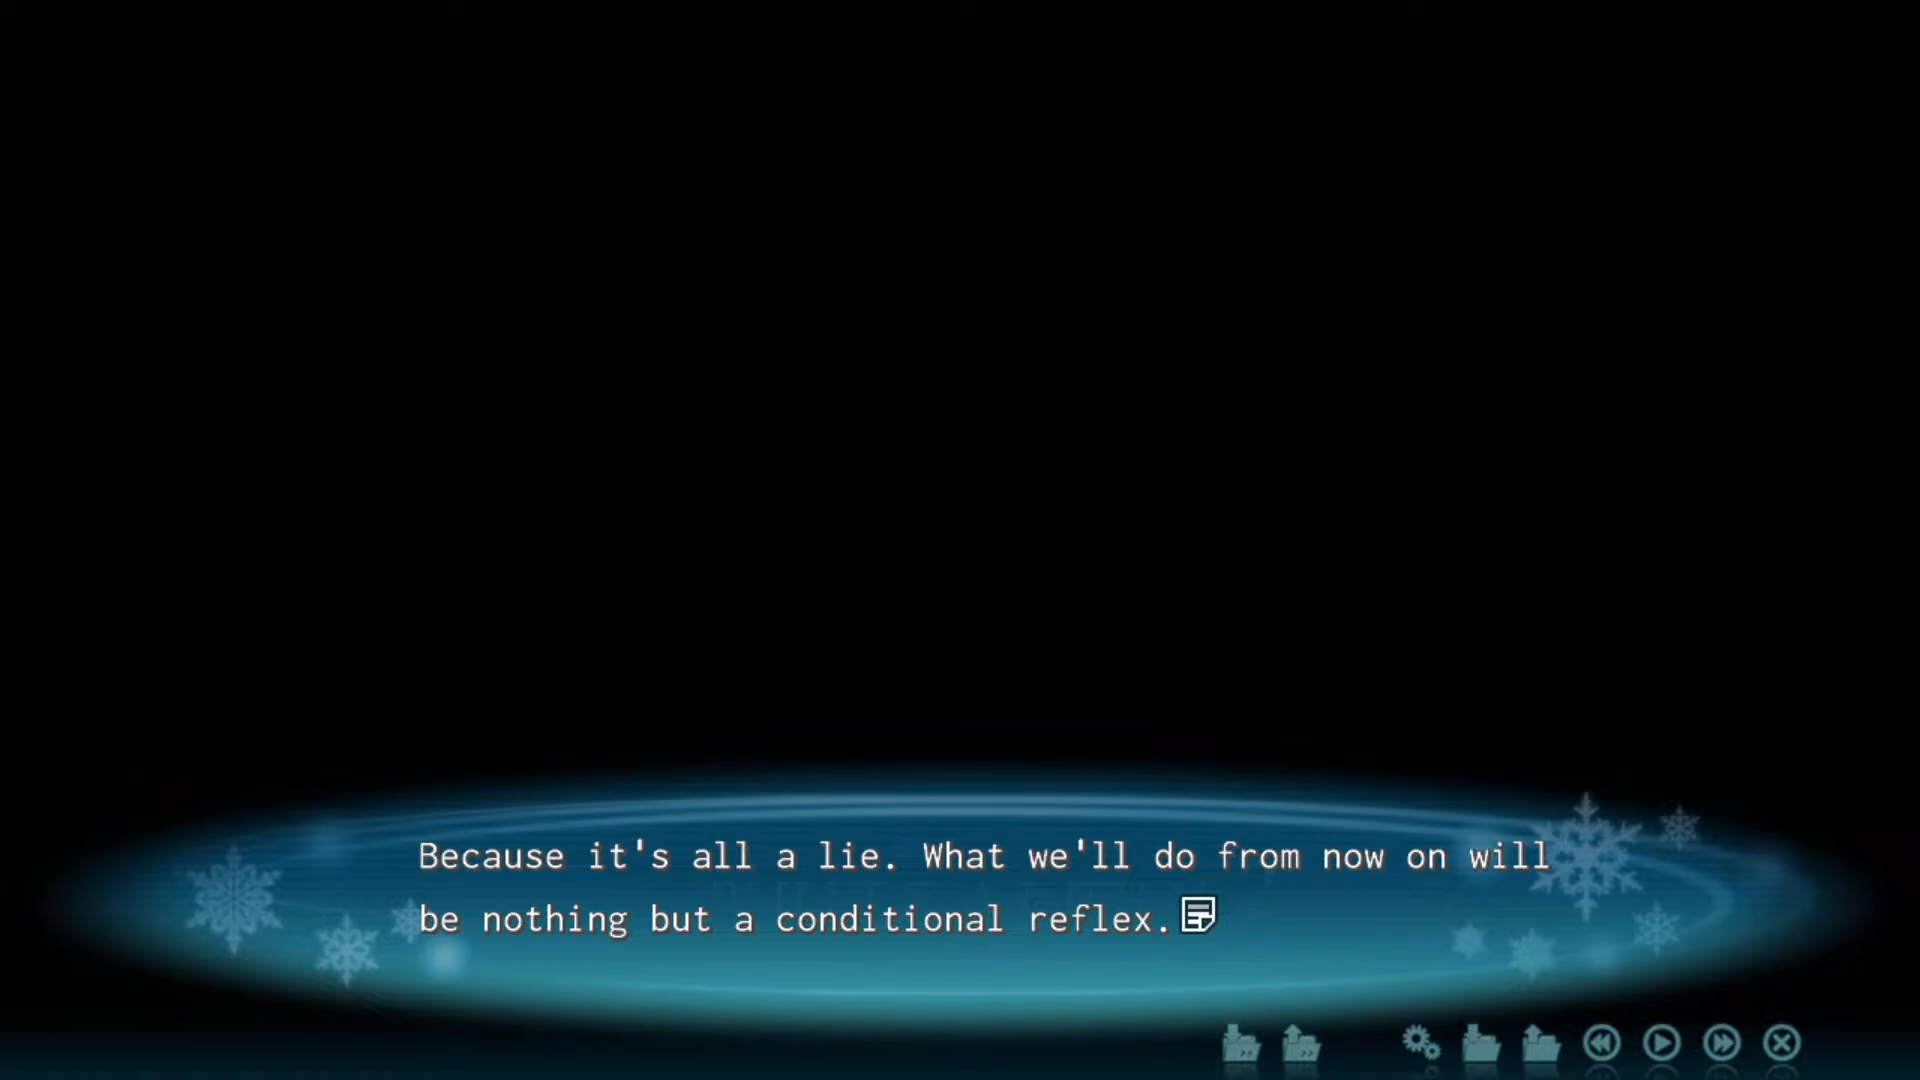 Because it's all a lie. What we'll do from now on will
be nothing but a conditional reflex.